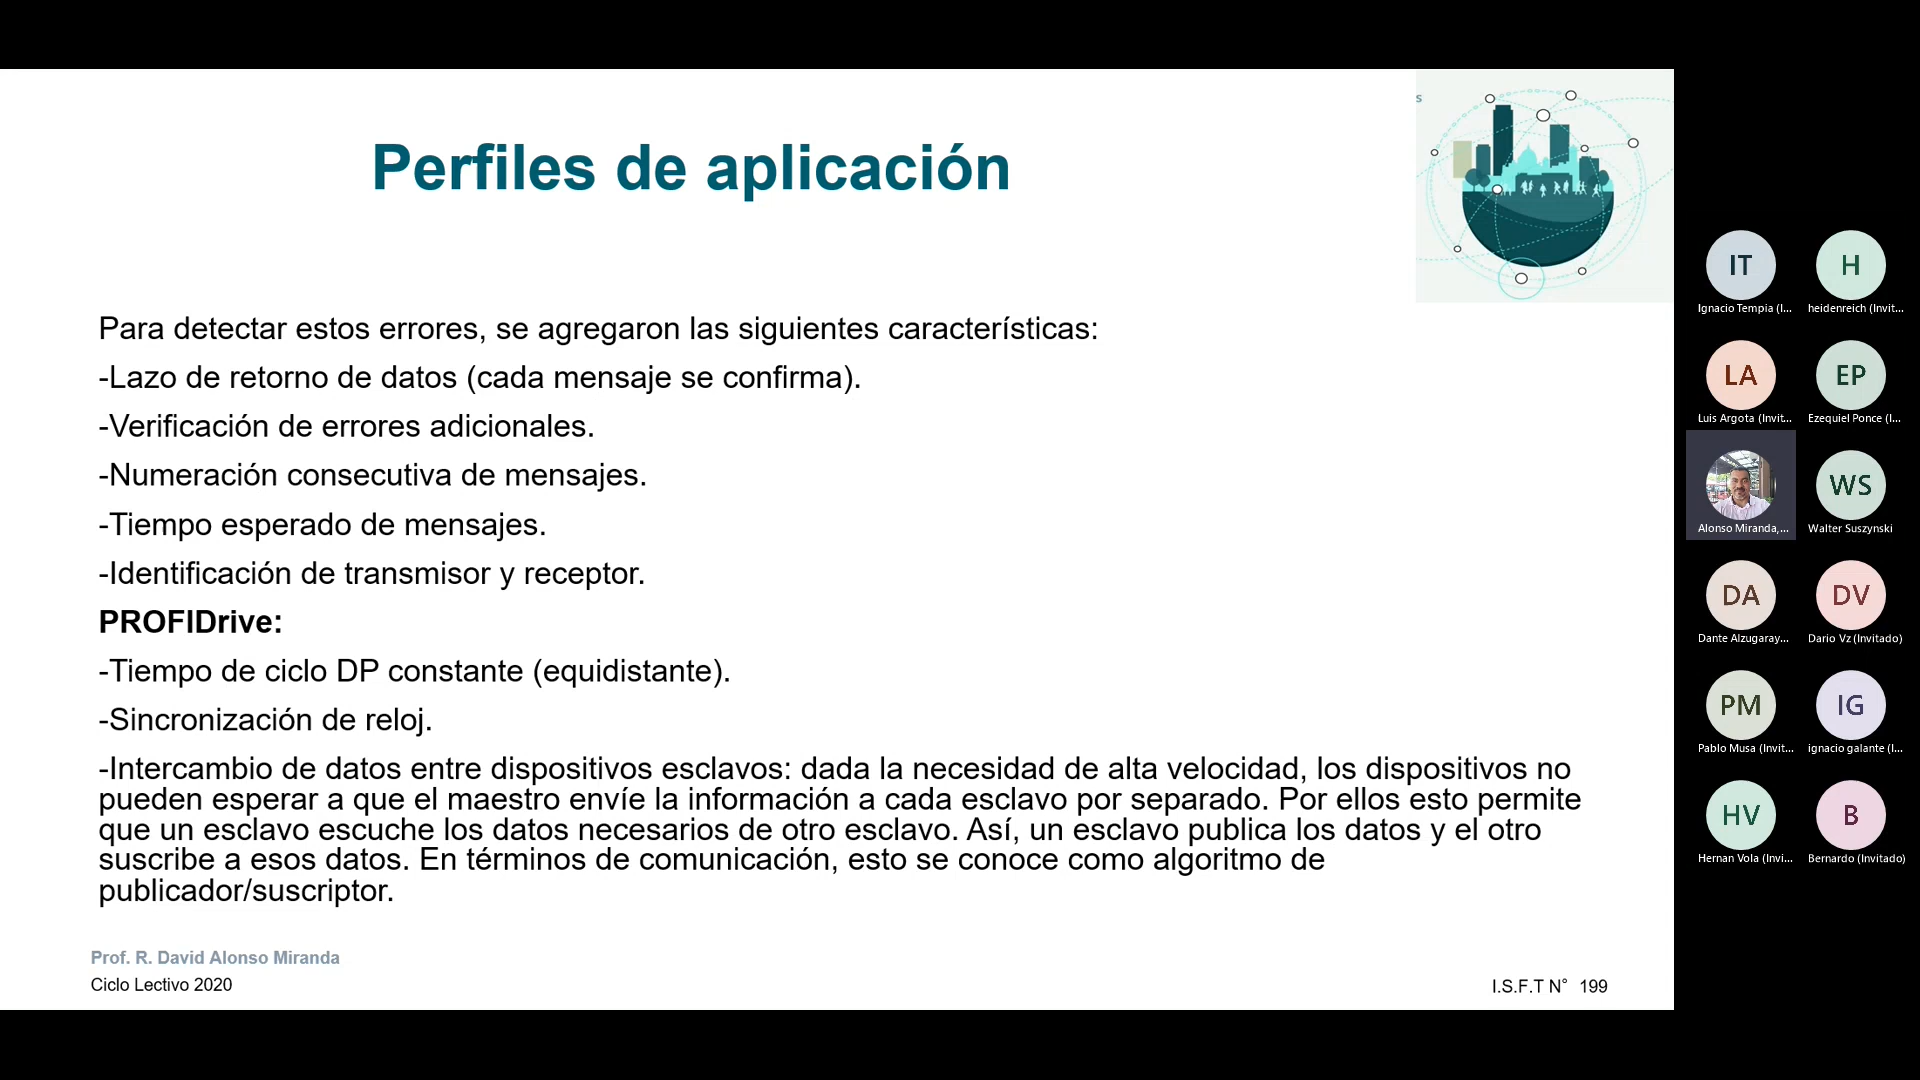 s
Perfiles de aplicación
Para detectar estos errores, se agregaron las siguientes características:
-Lazo de retorno de datos (cada mensaje se confirma).
-Verificación de errores adicionales.
-Numeración consecutiva de mensajes.
-Tiempo esperado de mensajes.
-Identificación de transmisor y receptor.
PROFIDrive:
-Tiempo de ciclo DP constante (equidistante).
-Sincronización de reloj.
-Intercambio de datos entre dispositivos esclavos: dada la necesidad de alta velocidad, los dispositivos no
pueden esperar a que el maestro envíe la información a cada esclavo por separado. Por ellos esto permite
que un esclavo escuche los datos necesarios de otro esclavo. Así, un esclavo publica los datos y el otro
suscribe a esos datos. En términos de comunicación, esto se conoce como algoritmo de
publicador/suscriptor.
Prof. R. David Alonso Miranda
Ciclo Lectivo 2020
I.S.F.T N° 199
IT
H
Ignacio Tempia (I...
heidenreich (Invit...
LA
EP
Luis Argota (Invit...
Ezequiel Ponce (I...
WS
Alonso Miranda,...
Walter Suszynski
DA
DV
Dante Alzugaray...
Dario Vz (Invitado)
PM
IG
Pablo Musa (Invit...
ignacio galante (I...
HV
B
Hernan Vola (Invi...
Bernardo (Invitado)